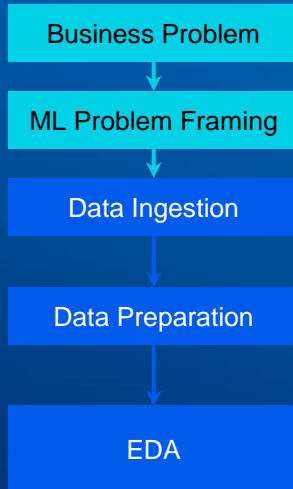 Business Problem
ML Problem Framing
Data Ingestion
Data Preparation
EDA